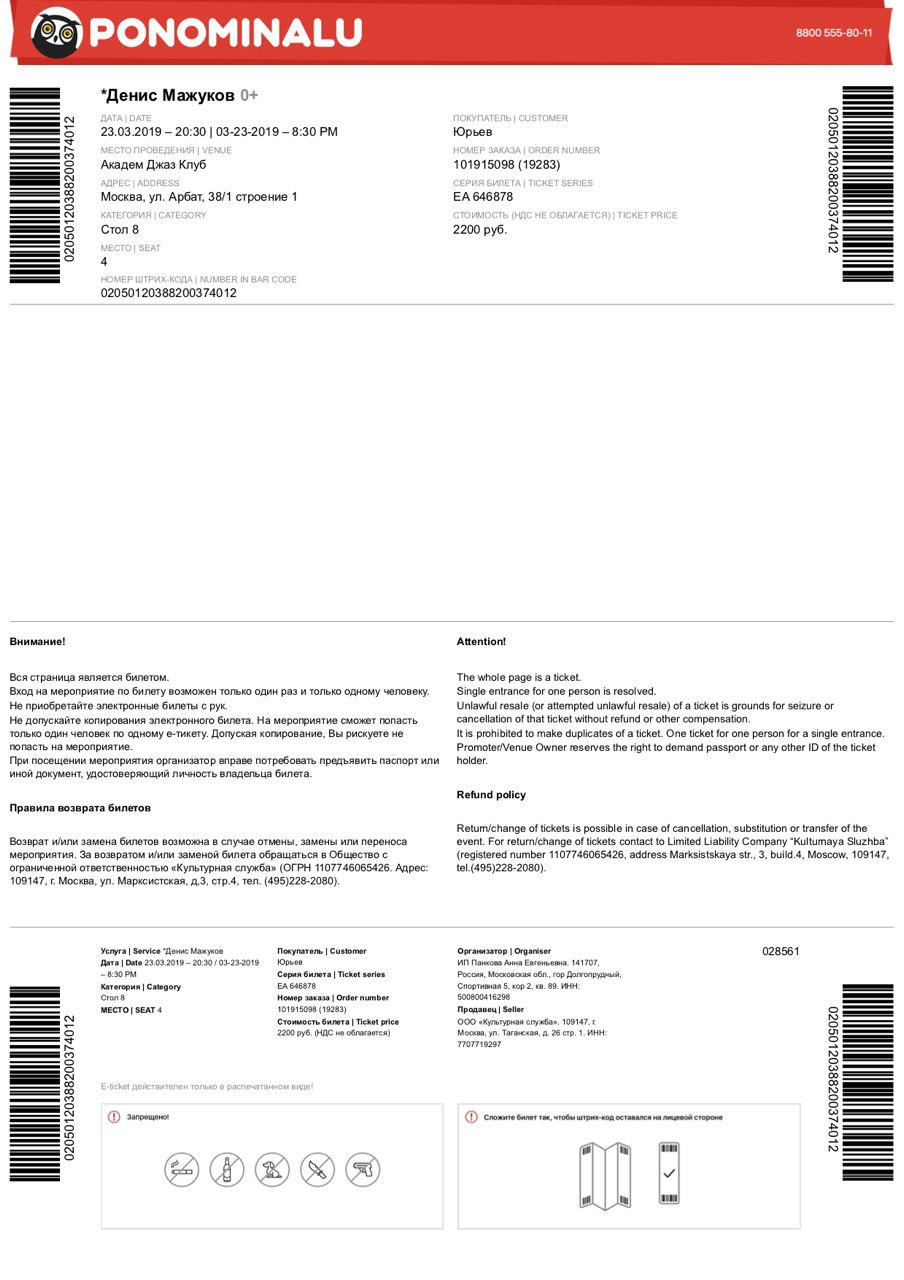 PONOMINALU
8800 555-80-11
*Денис Мажуков 0+
ДАТА | DATE
23.03.2019 – 20:30 | 03-23-2019 – 8:30 PM
МЕСТО ПРОВЕДЕНИЯ | VENUE
Академ Джаз Клуб
АДРЕС | ADDRESS
Москва, ул. Арбат, 38/1 строение 1
КАТЕГОРИЯ | CATEGORY
Стол 8
МЕСТО | SEAT
4
НОМЕР ШТРИХ-КОДА | NUMBER IN BAR CODE
02050120388200374012
ПОКУПАТЕЛЬ | CUSTOMER
Юрьев
НОМЕР ЗАКАЗА | ORDER NUMBER
101915098 (19283)
СЕРИЯ БИЛЕТА | TICKET SERIES
EA 646878
СТОИМОСТЬ (НДС НЕ ОБЛАГАЕТСЯ) | TICKET PRICE
2200 руб.
02050120388200374012
02050120388200374012
Внимание!
Вся страница является билетом.
Вход на мероприятие по билету возможен только один раз и только одному человеку.
Не приобретайте электронные билеты с рук.
Не допускайте копирования электронного билета. На мероприятие сможет попасть
только один человек по одному е-тикету. Допуская копирование, Вы рискуете не
попасть на мероприятие.
При посещении мероприятия организатор вправе потребовать предъявить паспорт или
иной документ, удостоверяющий личность владельца билета.
Правила возврата билетов
Возврат и/или замена билетов возможна в случае отмены, замены или переноса
мероприятия. За возвратом и/или заменой билета обращаться в Общество с
ограниченной ответственностью «Культурная служба» (ОГРН 1107746065426. Адрес:
109147, г. Москва, ул. Марксистская, д,3, стр.4, тел. (495)228-2080).
Attention!
The whole page is a ticket.
Single entrance for one person is resolved.
Unlawful resale (or attempted unlawful resale) of a ticket is grounds for seizure or
cancellation of that ticket without refund or other compensation.
It is prohibited to make duplicates of a ticket. One ticket for one person for a single entrance.
Promoter/Venue Owner reserves the right to demand passport or any other ID of the ticket
holder.
Refund policy
Return/change of tickets is possible in case of cancellation, substitution or transfer of the
event. For return/change of tickets contact to Limited Liability Company “Kulturnaya Sluzhba”
(registered number 1107746065426, address Marksistskaya str., 3, build.4, Moscow, 109147,
tel.(495)228-2080).
Услуга | Service *Денис Мажуков
Дата | Date 23.03.2019 – 20:30 / 03-23-2019
– 8:30 PM
Категория | Category
Стол 8
МЕСТО | SEAT 4
Покупатель | Customer
Юрьев
Серия билета | Ticket series
EA 646878
Номер заказа | Order number
101915098 (19283)
Стоимость билета | Ticket price
2200 руб. (НДС не облагается)
Организатор | Organiser
ИП Панкова Анна Евгеньевна. 141707,
Россия, Московская обл., гор Долгопрудный,
Спортивная 5, кор 2, кв. 89. ИНН:
500800416298
Продавец | Seller
ООО «Культурная служба». 109147, г.
Москва, ул. Таганская, д. 26 стр. 1. ИНН:
7707719297
028561
02050120388200374012
02050120388200374012
E-ticket действителен только в распечатанном виде!
Запрещено!
Сложите билет так, чтобы штрих-код оставался на лицевой стороне